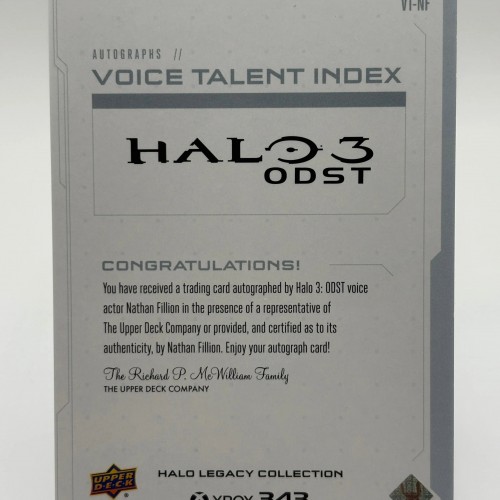 VT-NF
AUTOGRAPHS //
VOICE TALENT INDEX
HALO 3
ODST
CONGRATULATIONS!
You have received a trading card autographed by Halo 3: ODST voice
actor Nathan Fillion in the presence of a representative of
The Upper Deck Company or provided, and certified as to its
authenticity, by Nathan Fillion. Enjoy your autograph card!
The Richard P. McWilliam Family
THE UPPER DECK COMPANY
UPPER
DECK
HALO LEGACY COLLECTION
XBOX 343